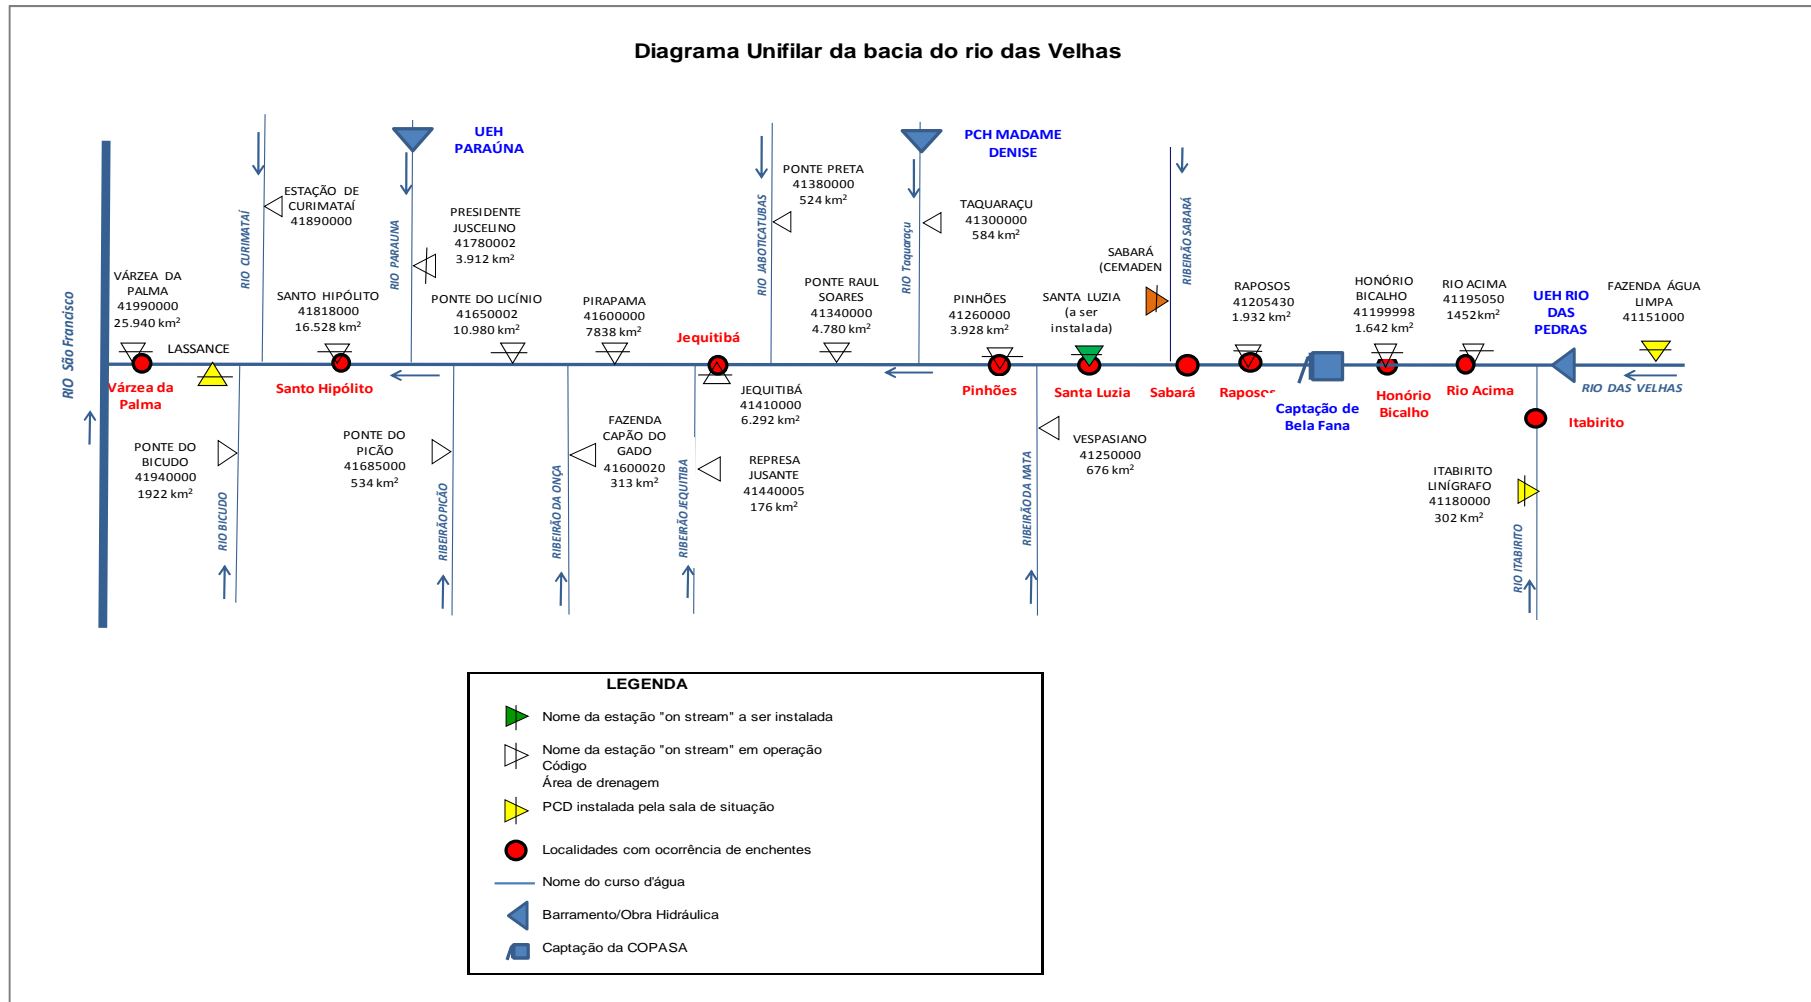 Diagrama Unifilar da bacia do rio das Velhas
UEH
PARAÚNA
PCH MADAME
DENISE
RIO São Francisco
VÁRZEA DA
PALMA
41990000
25.940 km²
LASSANCE
Várzea da
Palma
RIO CURIMATAÍ
ESTAÇÃO DE
CURIMATAÍ
41890000
SANTO HIPÓLITO
41818000
16.528 km²
Santo Hipólito
RIO PARAUNA
PRESIDENTE
JUSCELINO
41780002
3.912 km²
PONTE DO LICÍNIO
41650002
10.980 km²
PIRAPAMA
41600000
7838 km²
Jequitibá
JEQUITIBÁ
41410000
6.292 km²
RIO JABOTICATUBAS
PONTE PRETA
41380000
524 km²
PONTE RAUL
SOARES
41340000
4.780 km²
RIO Taquaraçu
TAQUARAÇU
41300000
584 km²
PINHÕES
41260000
3.928 km²
Pinhões
SANTA LUZIA
(a ser
instalada)
Santa Luzia
SABARÁ
(CEMADEN
RIBEIRÃO SABARÁ
Sabará
RAPOSOS
41205430
1.932 km²
Raposos
Captação de
Bela Fana
HONÓRIO
BICALHO
41199998
1.642 km²
Honório
Bicalho
RIO ACIMA
41195050
1452km²
Rio Acima
UEH RIO
DAS
PEDRAS
FAZENDA ÁGUA
LIMPA
41151000
RIO DAS VELHAS
Itabirito
ITABIRITO
LINÍGRAFO
41180000
302 Km²
RIO ITABIRITO
PONTE DO
BICUDO
41940000
1922 km²
RIO BICUDO
PONTE DO
PICÃO
41685000
534 km²
RIBEIRÃO PICÃO
RIBEIRÃO DA ONÇA
FAZENDA
CAPÃO DO
GADO
41600020
313 km²
RIBEIRÃO JEQUITIBA
REPRESA
JUSANTE
41440005
176 km²
RIBEIRÃO DA MATA
VESPASIANO
41250000
676 km²
LEGENDA
Nome da estação "on stream" a ser instalada
Nome da estação "on stream" em operação
Código
Área de drenagem
PCD instalada pela sala de situação
Localidades com ocorrência de enchentes
Nome do curso d'água
Barramento/Obra Hidráulica
Captação da COPASA